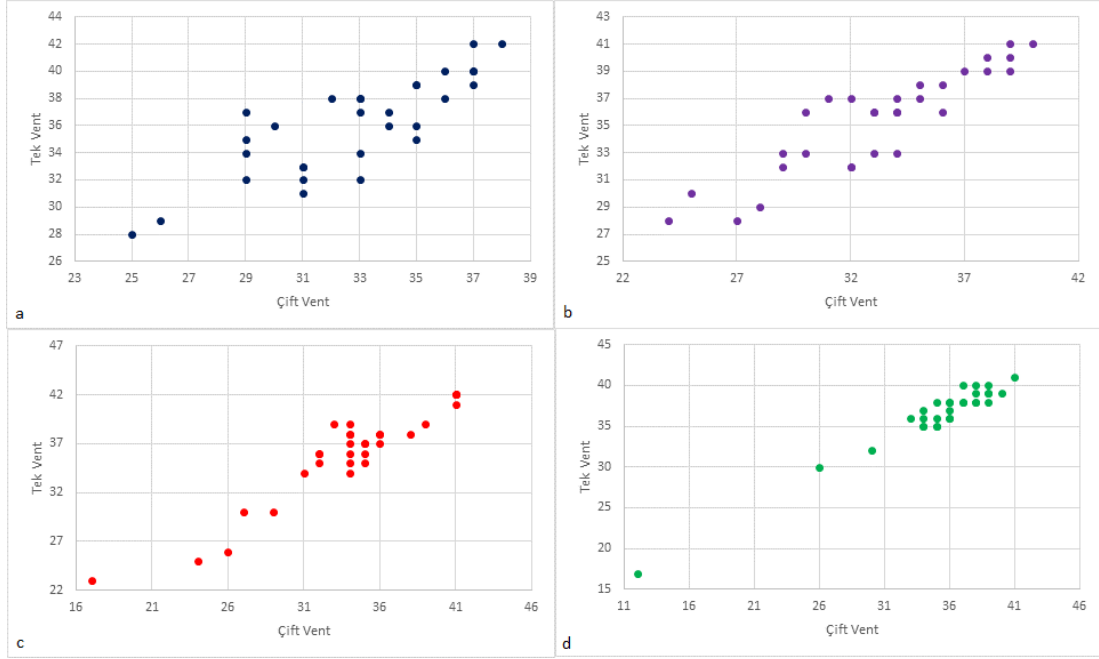 44
42
40
38
36
34
32
30
28
26
Tek Vent
23 25 27 29 31 33 35 37 39
Çift Vent
a
43
41
39
37
35
33
31
29
27
25
Tek Vent
22 27 32 37 42
Çift Vent
b
47
42
37
32
27
22
Tek Vent
16 21 26 31 36 41 46
Çift Vent
c
45
40
35
30
25
20
15
Tek Vent
11 16 21 26 31 36 41 46
Çift Vent
d